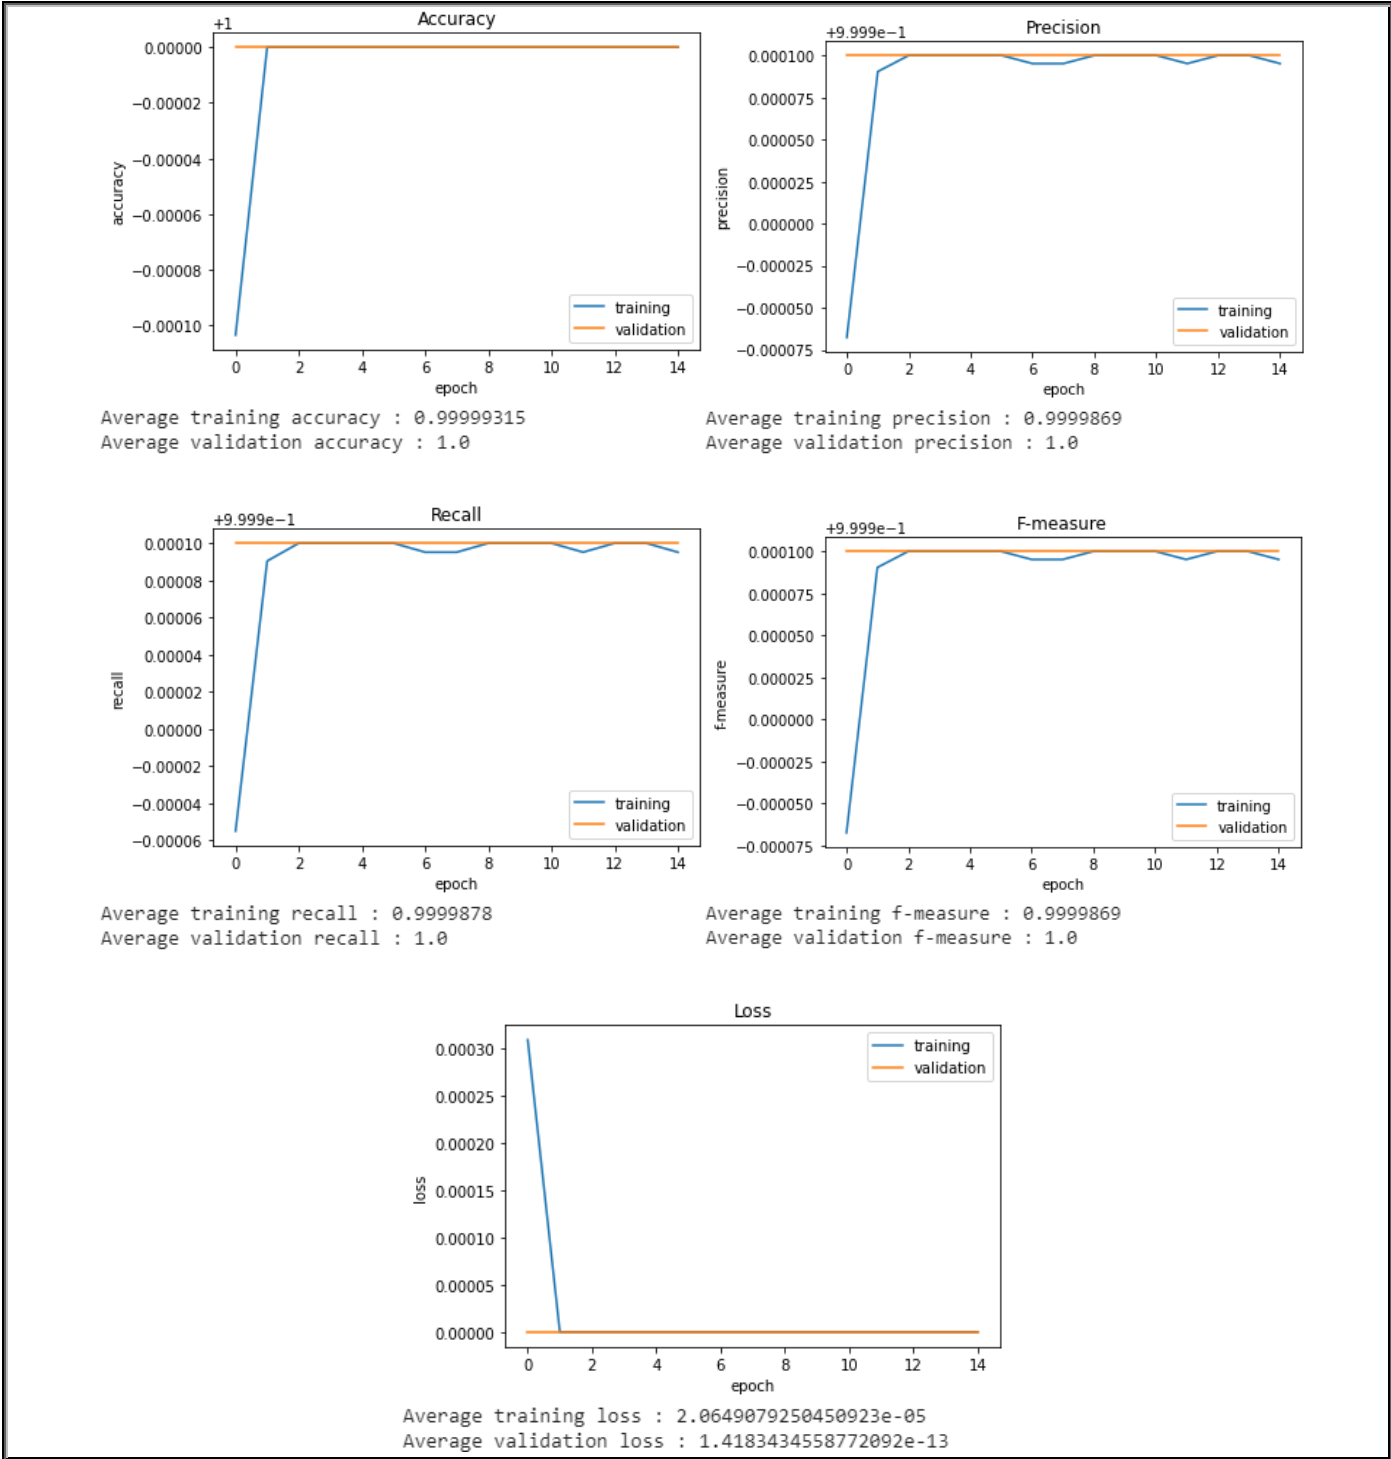 Accuracy
+1
0.00000
−0.00002
−0.00004
−0.00006
−0.00008
−0.00010
accuracy
training
validation
0 2 4 6 8 10 12 14
epoch
Average training accuracy : 0.99999315
Average validation accuracy : 1.0
Precision
+9.999e−1
0.000100
0.000075
0.000050
0.000025
0.000000
−0.000025
−0.000050
−0.000075
precision
training
validation
0 2 4 6 8 10 12 14
epoch
Average training precision : 0.9999869
Average validation precision : 1.0
Recall
+9.999e−1
0.00010
0.00008
0.00006
0.00004
0.00002
0.00000
−0.00002
−0.00004
−0.00006
recall
training
validation
0 2 4 6 8 10 12 14
epoch
Average training recall : 0.9999878
Average validation recall : 1.0
F-measure
+9.999e−1
0.000100
0.000075
0.000050
0.000025
0.000000
−0.000025
−0.000050
−0.000075
f-measure
training
validation
0 2 4 6 8 10 12 14
epoch
Average training f-measure : 0.9999869
Average validation f-measure : 1.0
Loss
0.00030
0.00025
0.00020
0.00015
0.00010
0.00005
0.00000
loss
training
validation
0 2 4 6 8 10 12 14
epoch
Average training loss : 2.0649079250450923e-05
Average validation loss : 1.4183434558772092e-13